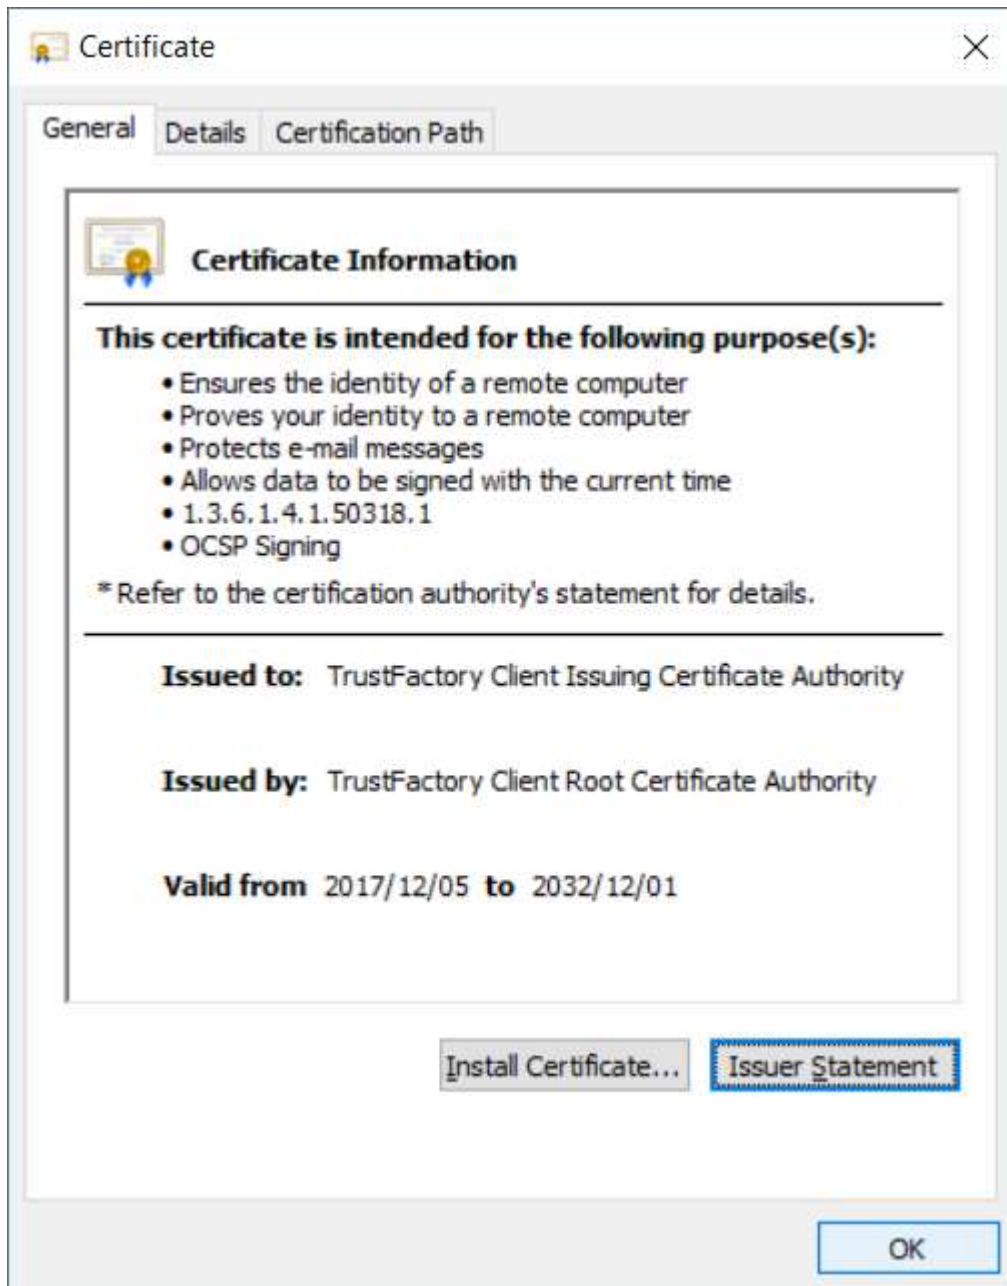 Certificate
General Details Certification Path
Certificate Information
This certificate is intended for the following purpose(s):
• Ensures the identity of a remote computer
• Proves your identity to a remote computer
• Protects e-mail messages
• Allows data to be signed with the current time
• 1.3.6.1.4.1.50318.1
• OCSP Signing
* Refer to the certification authority's statement for details.
Issued to: TrustFactory Client Issuing Certificate Authority
Issued by: TrustFactory Client Root Certificate Authority
Valid from 2017/12/05 to 2032/12/01
Install Certificate... Issuer Statement
OK